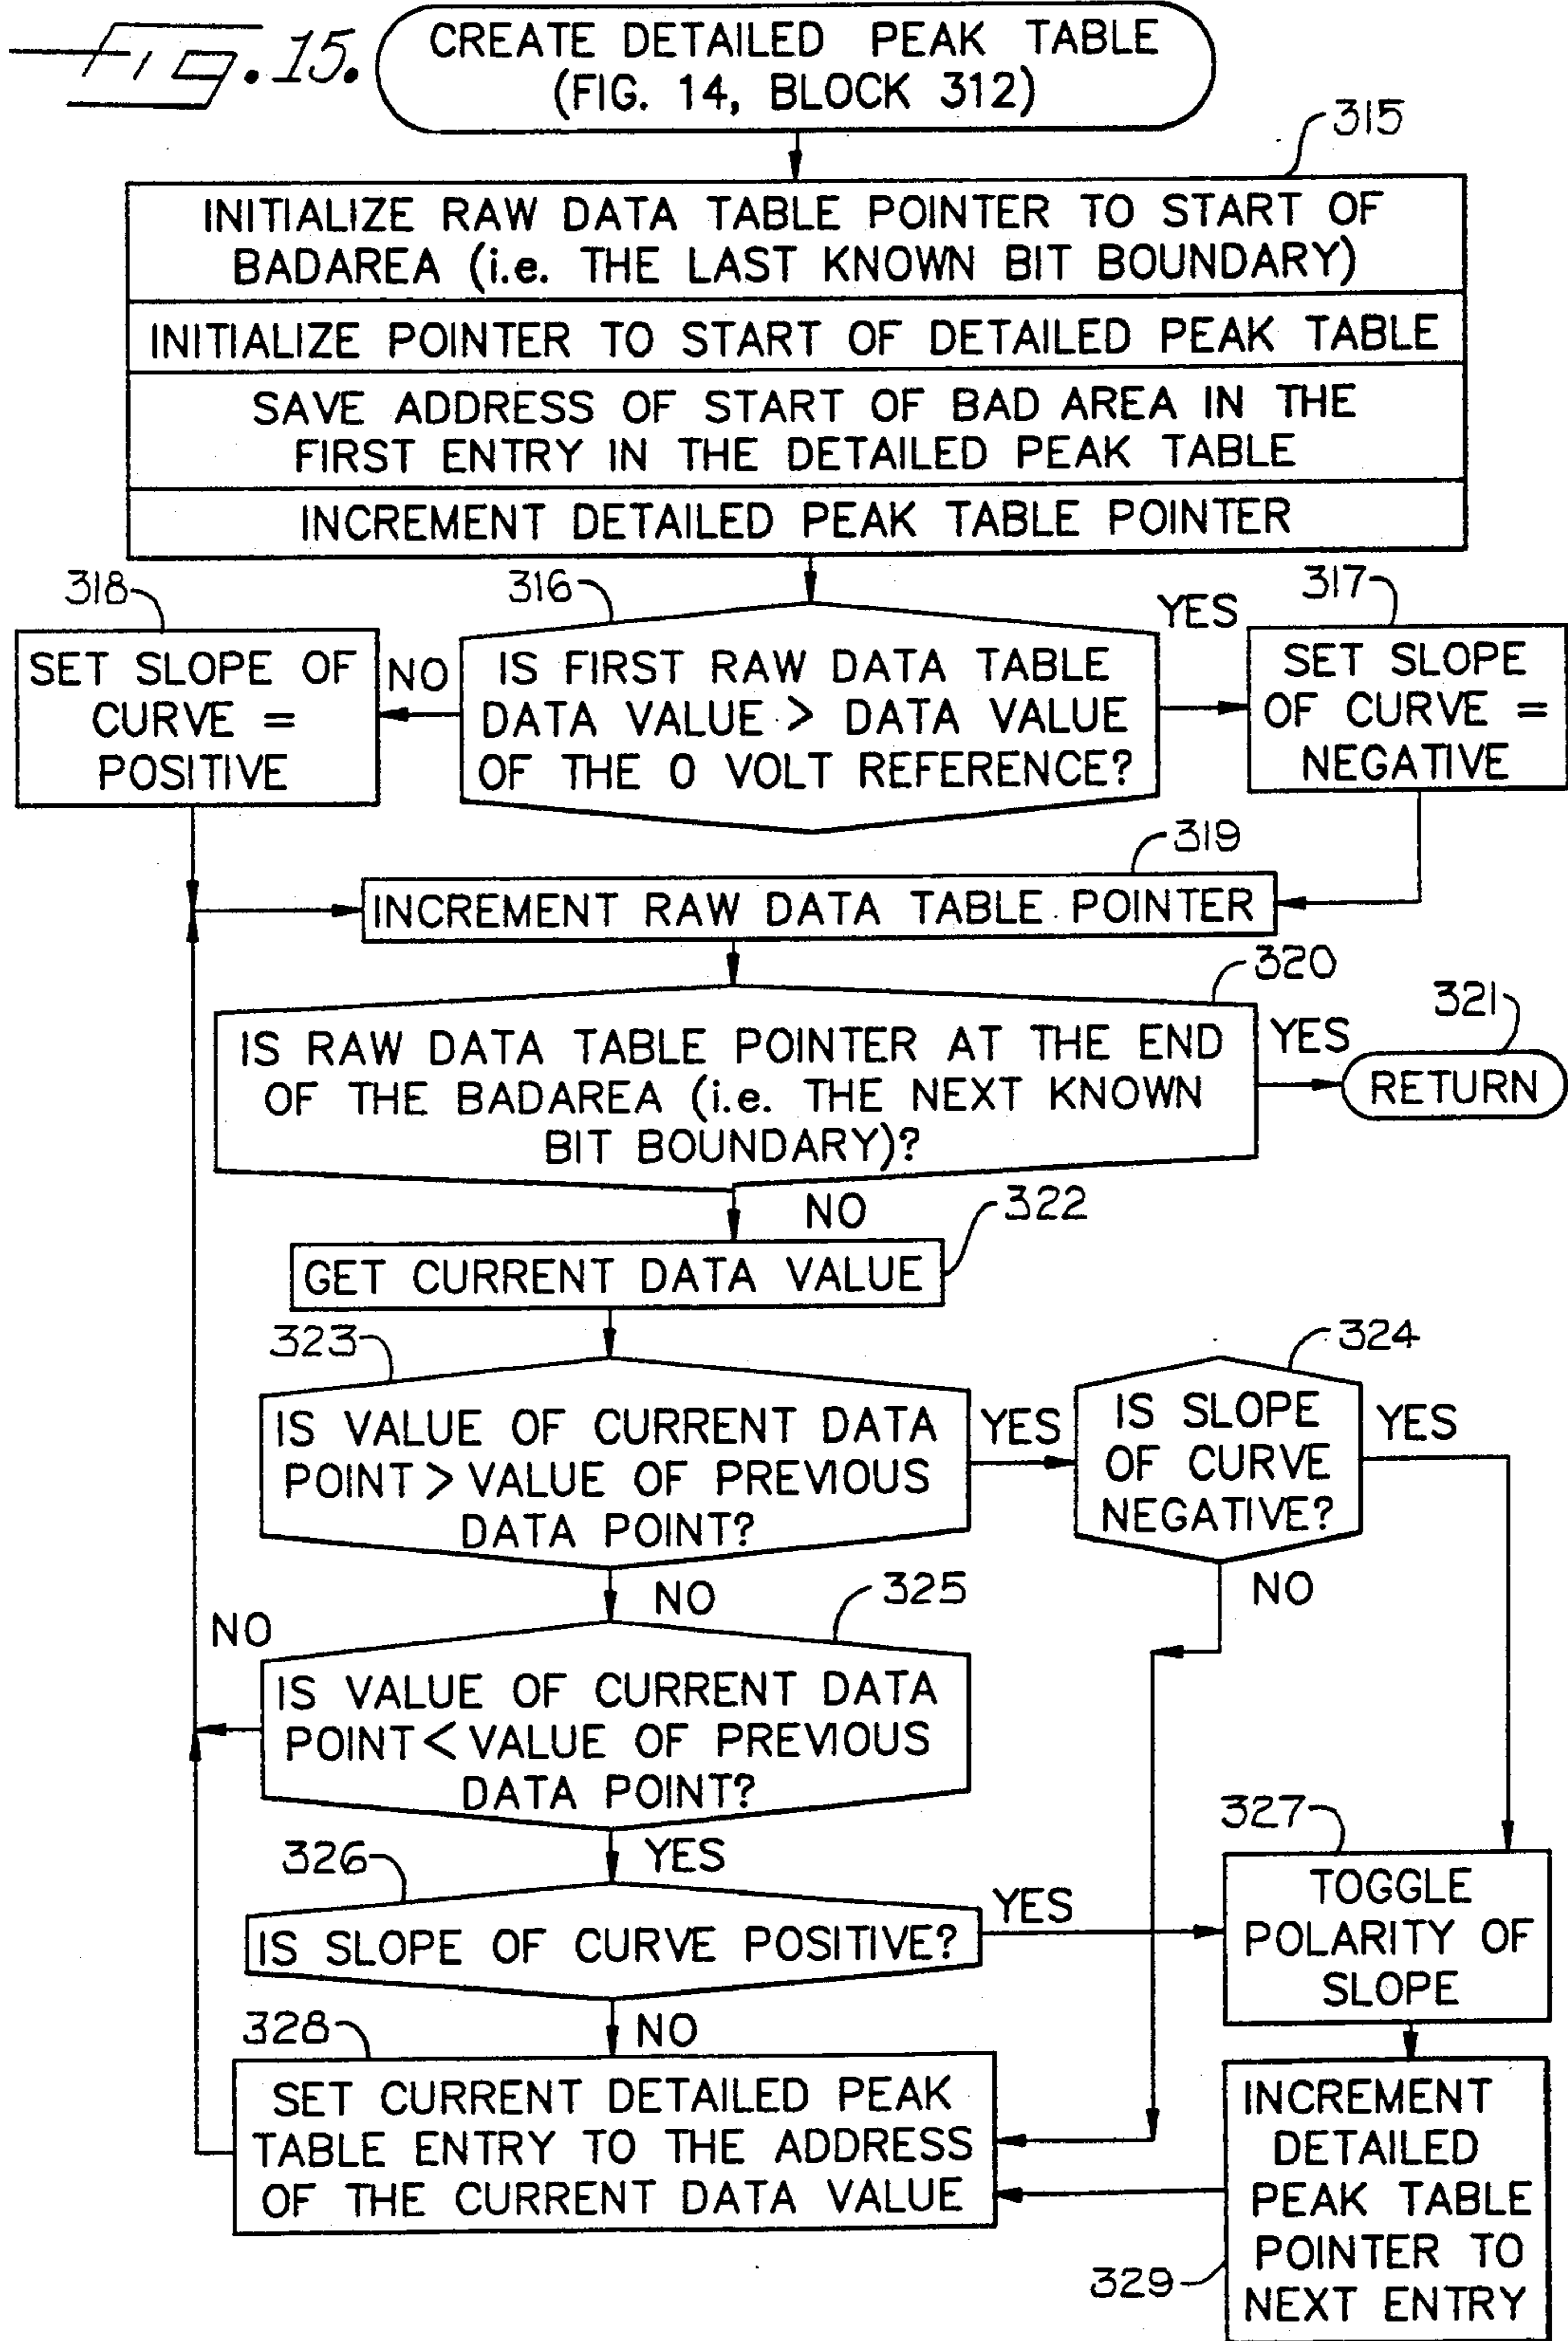 Fig. 15.
CREATE DETAILED PEAK TABLE
(FIG. 14, BLOCK 312)
315
INITIALIZE RAW DATA TABLE POINTER TO START OF
BADAREA (i.e. THE LAST KNOWN BIT BOUNDARY)
INITIALIZE POINTER TO START OF DETAILED PEAK TABLE
SAVE ADDRESS OF START OF BAD AREA IN THE
FIRST ENTRY IN THE DETAILED PEAK TABLE
INCREMENT DETAILED PEAK TABLE POINTER
318
SET SLOPE OF
CURVE =
POSITIVE
NO
316
IS FIRST RAW DATA TABLE
DATA VALUE > DATA VALUE
OF THE 0 VOLT REFERENCE?
YES
317
SET SLOPE
OF CURVE =
NEGATIVE
319
INCREMENT RAW DATA TABLE POINTER
320
IS RAW DATA TABLE POINTER AT THE END
OF THE BADAREA (i.e. THE NEXT KNOWN
BIT BOUNDARY)?
YES
321
RETURN
NO
322
GET CURRENT DATA VALUE
323
IS VALUE OF CURRENT DATA
POINT > VALUE OF PREVIOUS
DATA POINT?
YES
324
IS SLOPE
OF CURVE
NEGATIVE?
YES
NO
NO
325
NO
IS VALUE OF CURRENT DATA
POINT < VALUE OF PREVIOUS
DATA POINT?
YES
326
IS SLOPE OF CURVE POSITIVE?
YES
327
TOGGLE
POLARITY OF
SLOPE
NO
328
SET CURRENT DETAILED PEAK
TABLE ENTRY TO THE ADDRESS
OF THE CURRENT DATA VALUE
INCREMENT
DETAILED
PEAK TABLE
POINTER TO
NEXT ENTRY
329